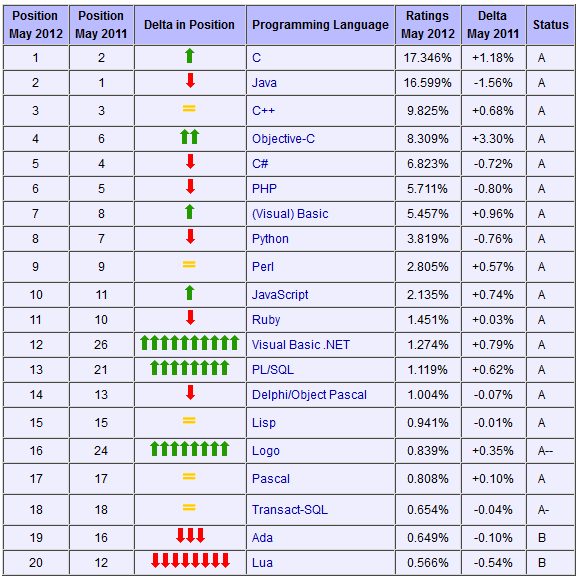 Position May 2012 Position May 2011 Delta in Position Programming Language Ratings May 2012 Delta May 2011 Status
1 2 C 17.346% +1.18% A
2 1 Java 16.599% -1.56% A
3 3 = C++ 9.825% +0.68% A
4 6 Objective-C 8.309% +3.30% A
5 4 C# 6.823% -0.72% A
6 5 PHP 5.711% -0.80% A
7 8 (Visual) Basic 5.457% +0.96% A
8 7 Python 3.819% -0.76% A
9 9 = Perl 2.805% +0.57% A
10 11 JavaScript 2.135% +0.74% A
11 10 Ruby 1.451% +0.03% A
12 26 Visual Basic .NET 1.274% +0.79% A
13 21 PL/SQL 1.119% +0.62% A
14 13 Delphi/Object Pascal 1.004% -0.07% A
15 15 = Lisp 0.941% -0.01% A
16 24 Logo 0.839% +0.35% A--
17 17 = Pascal 0.808% +0.10% A
18 18 = Transact-SQL 0.654% -0.04% A-
19 16 Ada 0.649% -0.10% B
20 12 Lua 0.566% -0.54% B